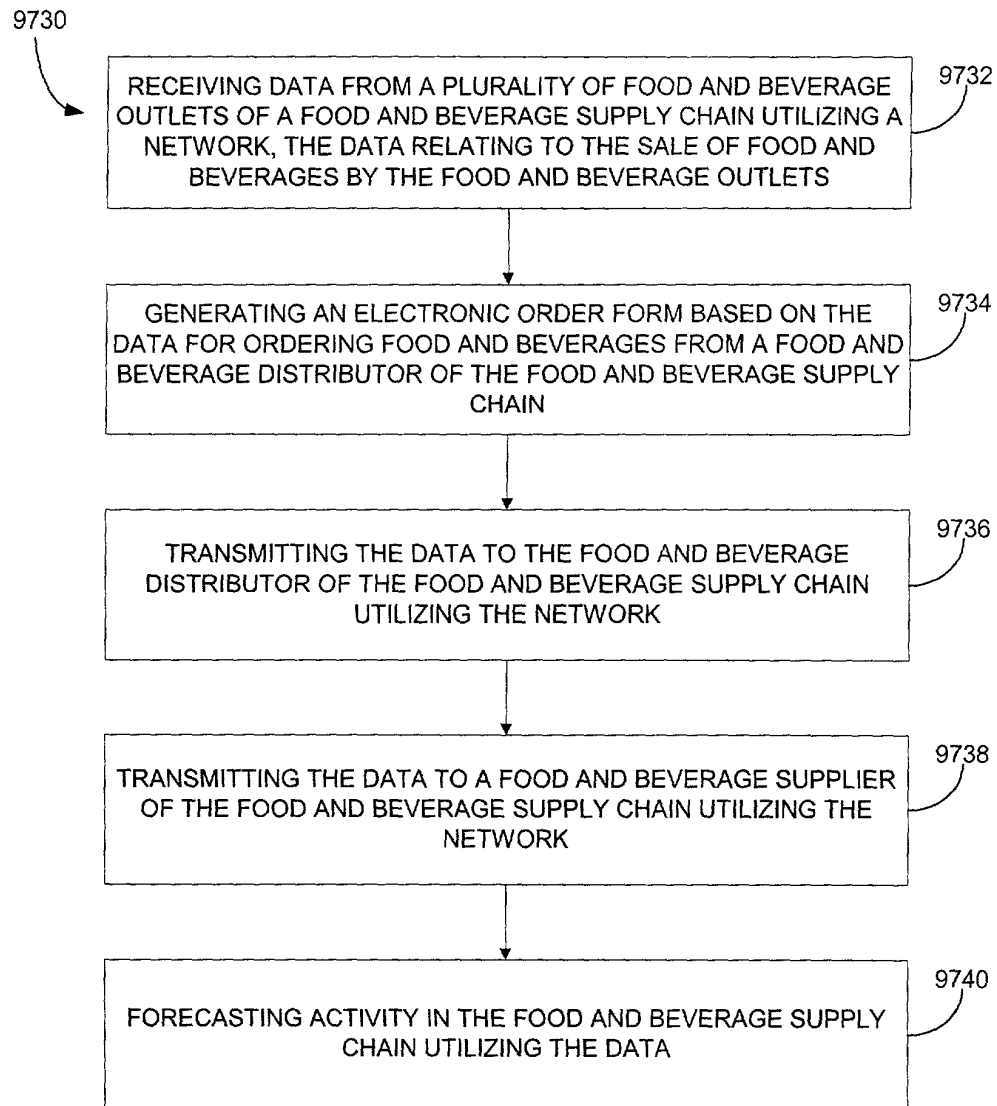 9730
RECEIVING DATA FROM A PLURALITY OF FOOD AND BEVERAGE
OUTLETS OF A FOOD AND BEVERAGE SUPPLY CHAIN UTILIZING A
NETWORK, THE DATA RELATING TO THE SALE OF FOOD AND
BEVERAGES BY THE FOOD AND BEVERAGE OUTLETS
9732
GENERATING AN ELECTRONIC ORDER FORM BASED ON THE
DATA FOR ORDERING FOOD AND BEVERAGES FROM A FOOD AND
BEVERAGE DISTRIBUTOR OF THE FOOD AND BEVERAGE SUPPLY
CHAIN
9734
TRANSMITTING THE DATA TO THE FOOD AND BEVERAGE
DISTRIBUTOR OF THE FOOD AND BEVERAGE SUPPLY CHAIN
UTILIZING THE NETWORK
9736
TRANSMITTING THE DATA TO A FOOD AND BEVERAGE SUPPLIER
OF THE FOOD AND BEVERAGE SUPPLY CHAIN UTILIZING THE
NETWORK
9738
FORECASTING ACTIVITY IN THE FOOD AND BEVERAGE SUPPLY
CHAIN UTILIZING THE DATA
9740